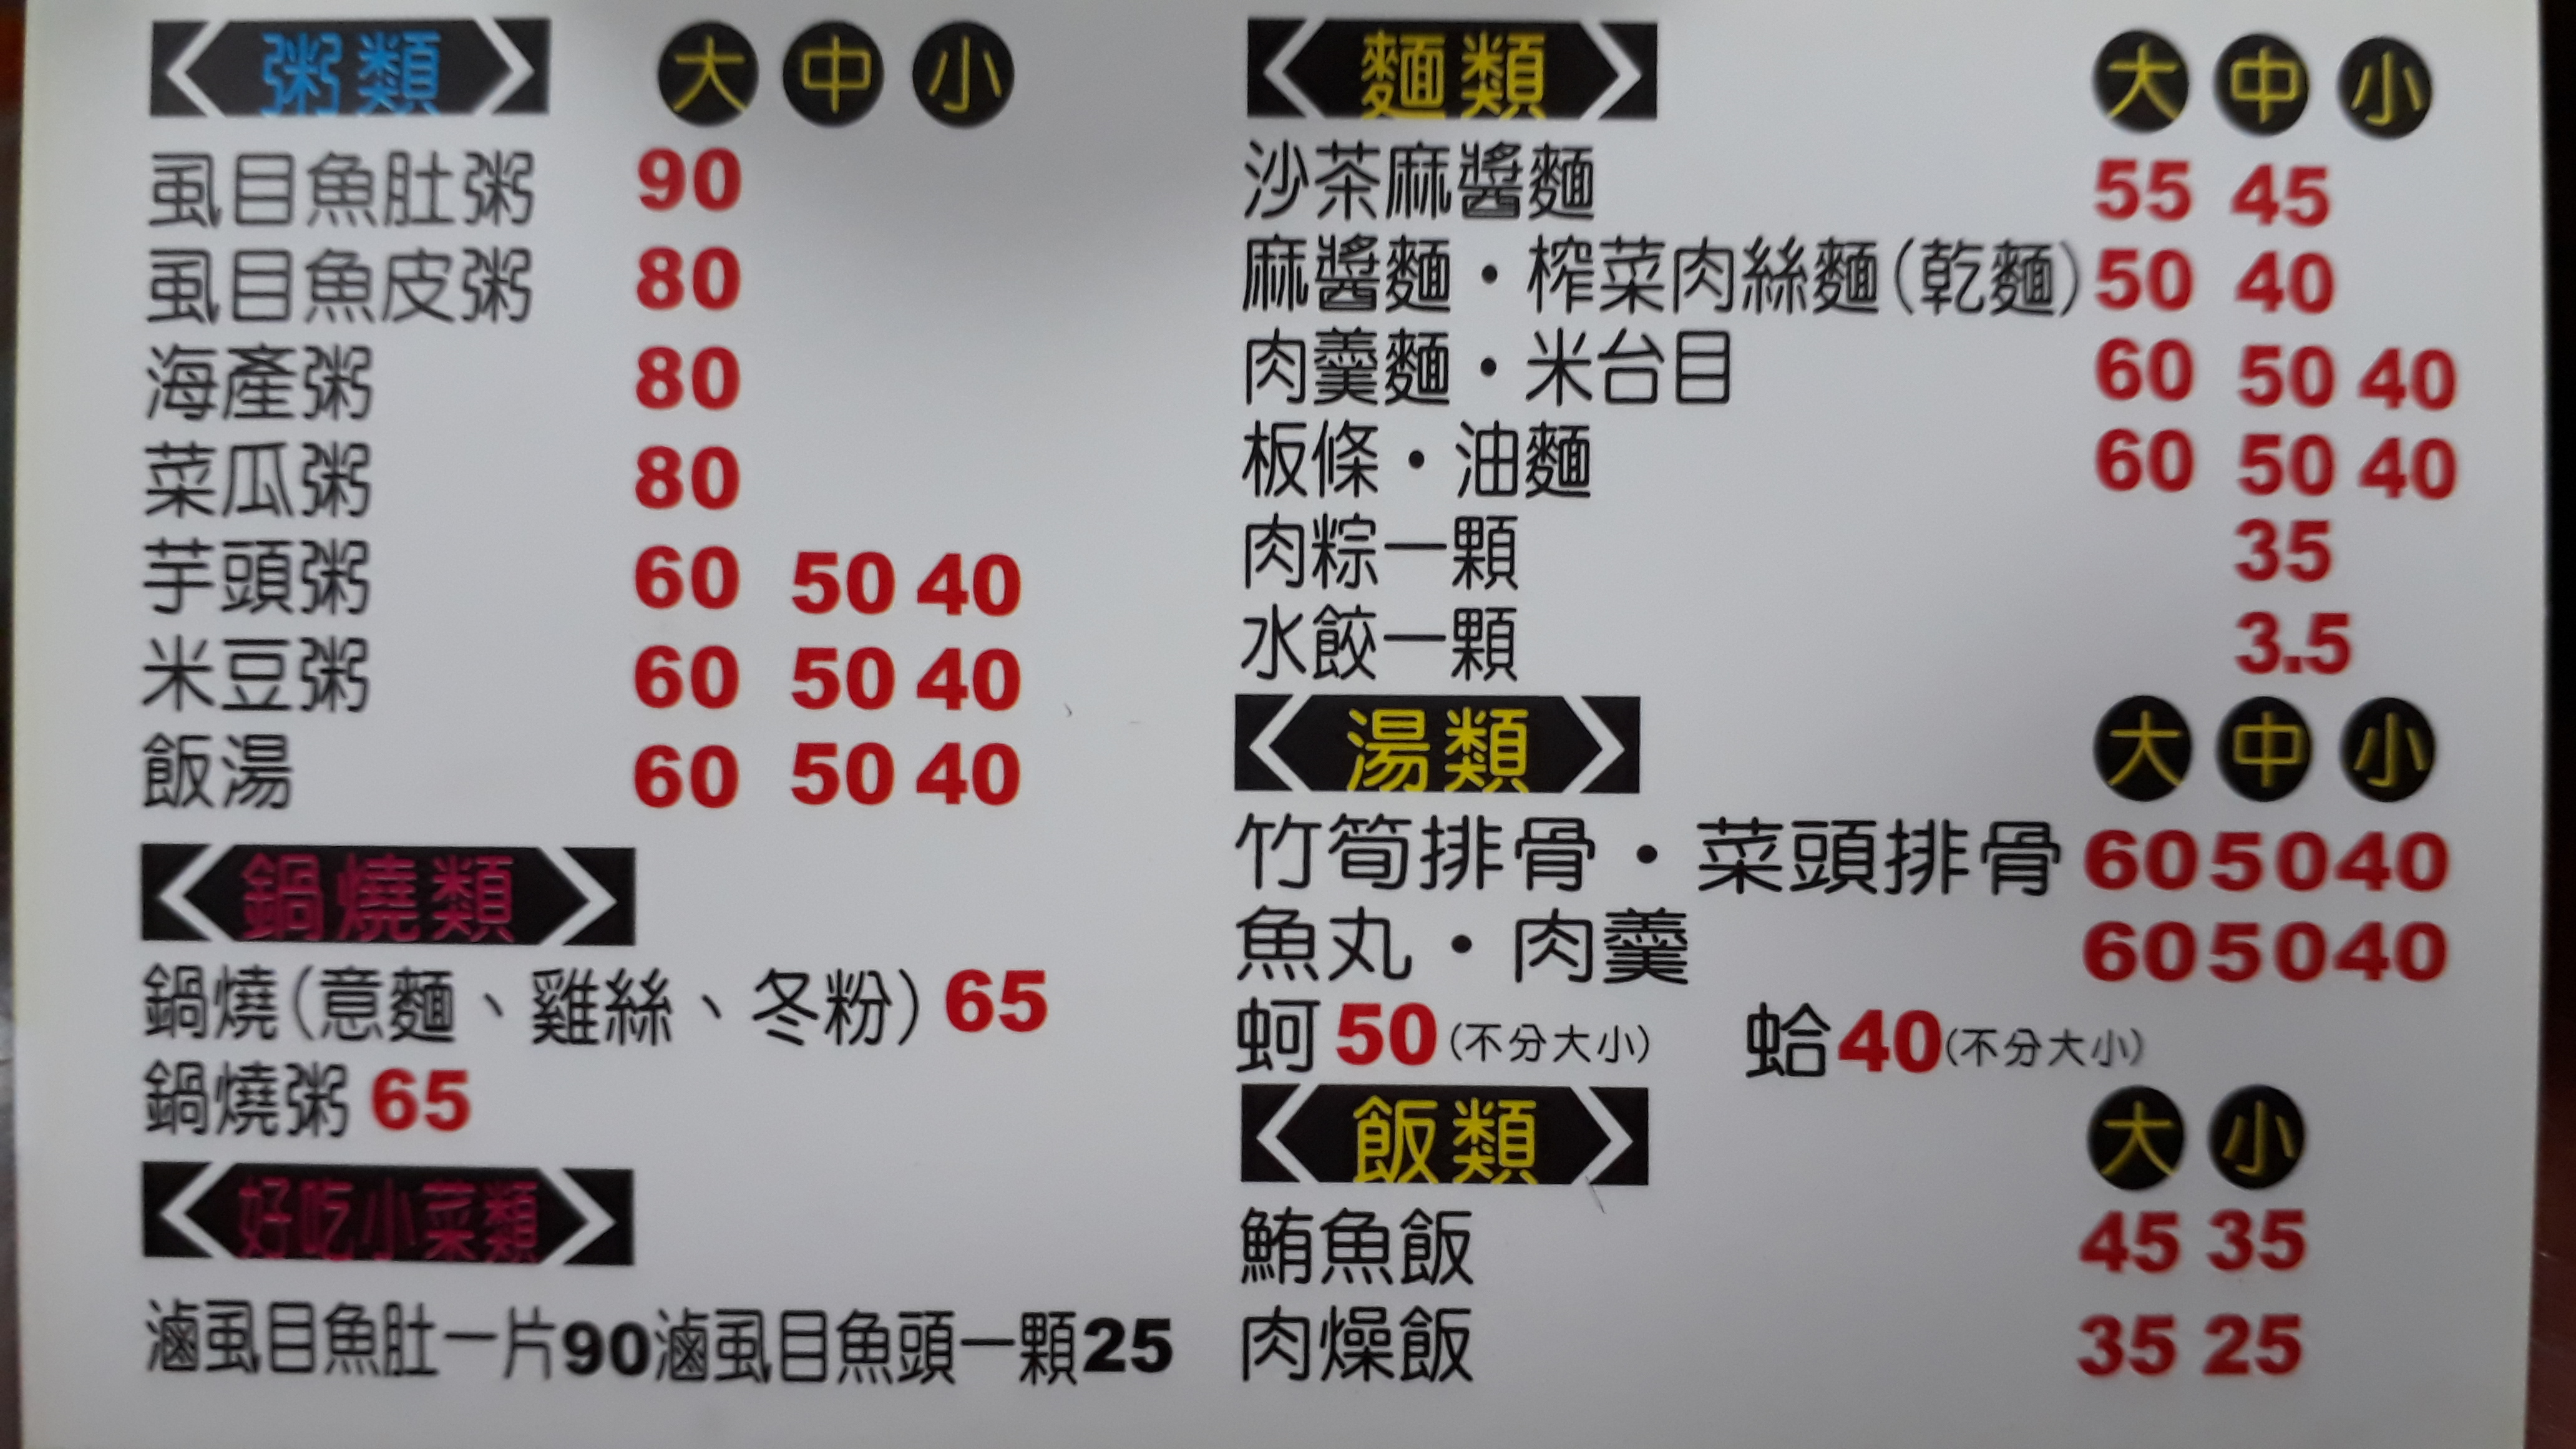 粥類 大 中 小
虱目魚肚粥 90
虱目魚皮粥 80
海產粥 80
菜瓜粥 80
芋頭粥 60 50 40
米豆粥 60 50 40
飯湯 60 50 40
鍋燒類
鍋燒(意麵、雞絲、冬粉) 65
鍋燒粥 65
好吃小菜類
滷虱目魚肚一片90滷虱目魚頭一顆25
麵類 大 中 小
沙茶麻醬麵 55 45
麻醬麵・榨菜肉絲麵(乾麵) 50 40
肉羹麵・米台目 60 50 40
板條・油麵 60 50 40
肉粽一顆 35
水餃一顆 3.5
湯類 大 中 小
竹筍排骨・菜頭排骨 60 50 40
魚丸・肉羹 60 50 40
蚵 50 (不分大小) 蛤 40 (不分大小)
飯類 大 小
鮪魚飯 45 35
肉燥飯 35 25